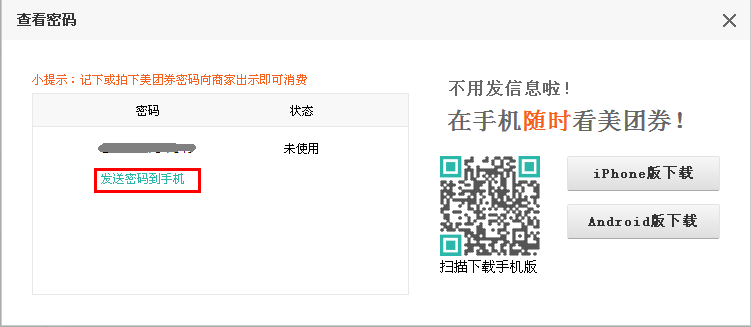 查看密码
小提示：记下或拍下美团券密码向商家出示即可消费
密码 状态
未使用
发送密码到手机
不用发信息啦！
在手机随时看美团券！
iPhone版下载
Android版下载
扫描下载手机版